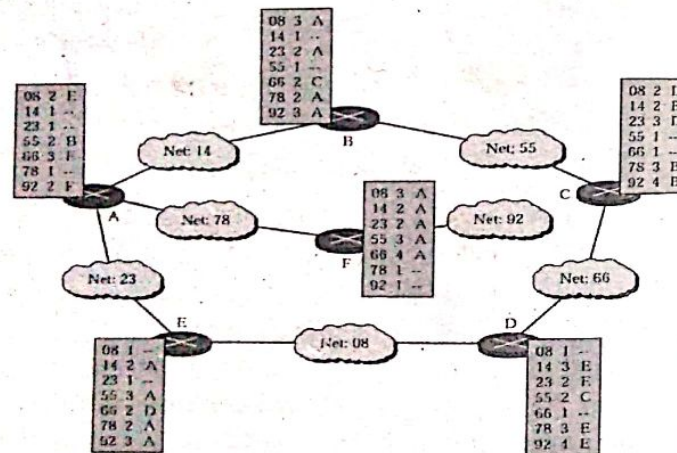 08 3 A
14 1 --
23 2 A
55 1 --
66 2 C
78 2 A
92 3 A
B
08 2 E
14 1 --
23 1 --
55 2 B
66 3
78 1 --
92 2
A
08 2 D
14 2 B
23 3 D
55 1 --
66 1 --
78 3 B
92 4 B
C
Net: 14
Net: 55
Net: 78
08 3 A
14 2 A
23 2 A
55 3 A
66 4 A
78 1 --
92 1 --
F
Net: 92
Net: 23
Net: 66
E
Net: 08
D
08 1 --
14 2 A
23 1 --
55 3 A
66 2 D
78 2 A
92 3 A
08 1 --
14 3 E
23 2 E
55 2 C
66 1 --
78 3 E
92 4 E